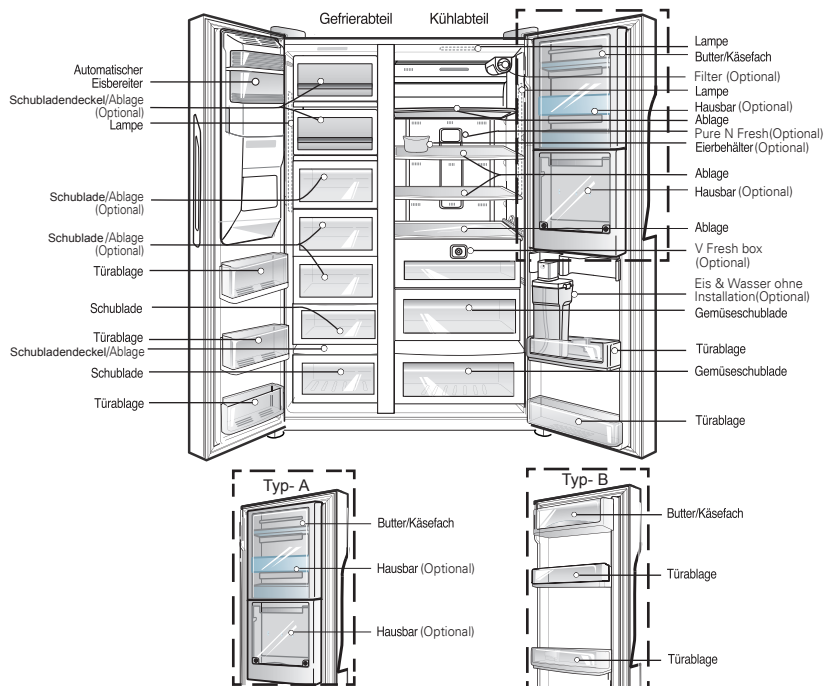 Gefrierabteil
Kühlabteil
Automatischer
Eisbereiter
Schubladendeckel/Ablage
(Optional)
Lampe
Schublade/Ablage
(Optional)
Schublade /Ablage
(Optional)
Türablage
Schublade
Türablage
Schubladendeckel/Ablage
Schublade
Türablage
Lampe
Butter/Käsefach
Filter (Optional)
Lampe
Hausbar (Optional)
Ablage
Pure N Fresh(Optional)
Eierbehälter (Optional)
Ablage
Hausbar (Optional)
Ablage
V Fresh box
(Optional)
Eis & Wasser ohne
Installation(Optional)
Gemüseschublade
Türablage
Gemüseschublade
Türablage
Typ- A
Butter/Käsefach
Hausbar (Optional)
Hausbar (Optional)
Typ- B
Butter/Käsefach
Türablage
Türablage